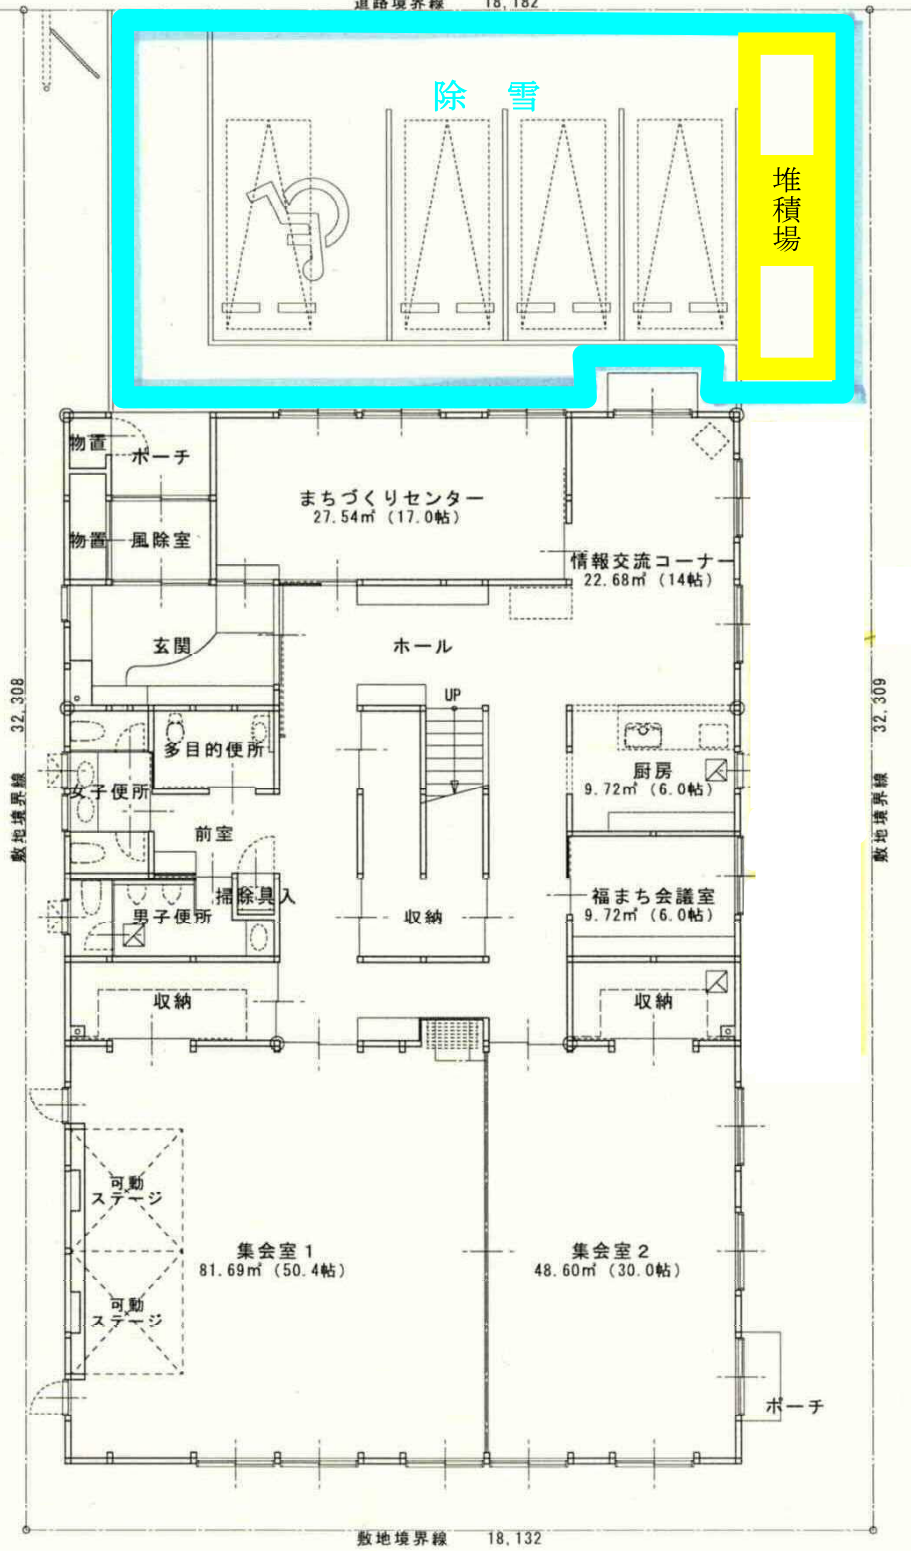 道路境界線 18,182
除 雪
堆積場
物置
ポーチ
まちづくりセンター
27.54㎡ (17.0帖)
物置
風除室
情報交流コーナー
22.68㎡ (14帖)
玄関
ホール
UP
32,308
敷地境界線
32,309
敷地境界線
多目的便所
女子便所
厨房
9.72㎡ (6.0帖)
前室
掃除具入
福まち会議室
9.72㎡ (6.0帖)
男子便所
収納
収納
収納
可動
ステージ
集会室1
81.69㎡ (50.4帖)
集会室2
48.60㎡ (30.0帖)
可動
ステージ
ポーチ
敷地境界線 18,132